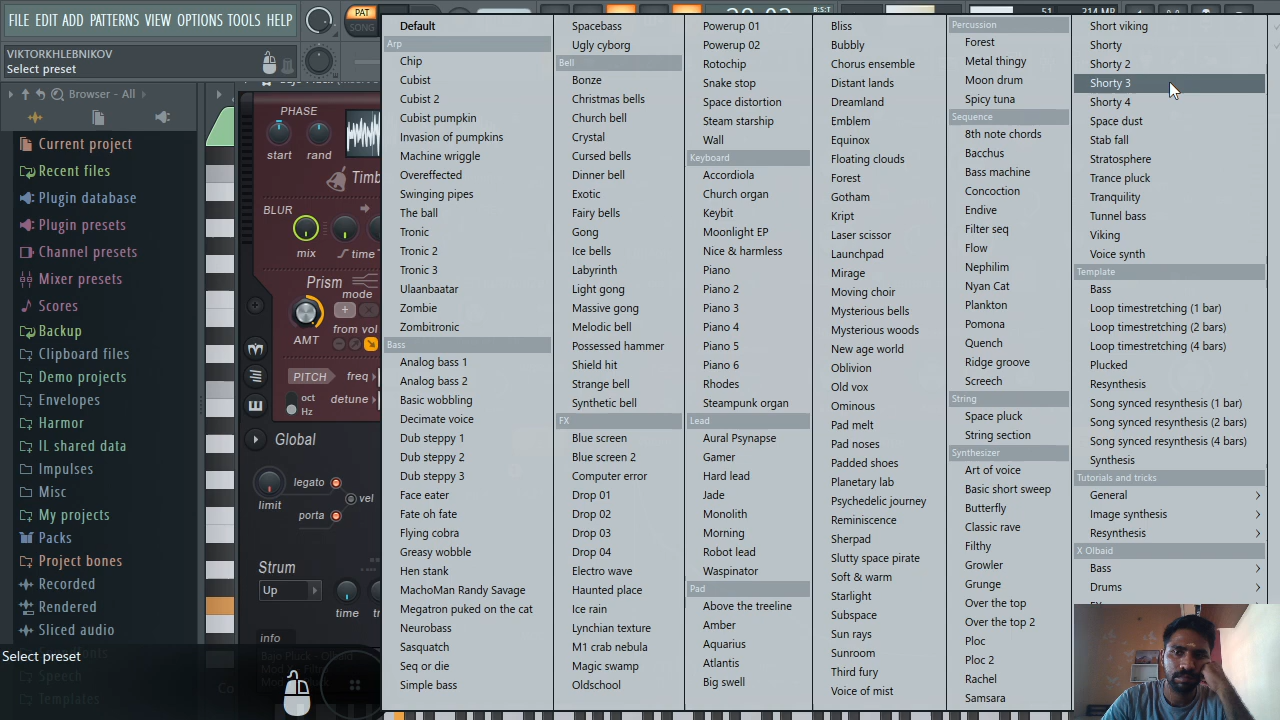 FILE EDIT ADD PATTERNS VIEW OPTIONS TOOLS HELP
PAT
SONG
B:S:T
51
214 MB
VIKTORKHLEBNIKOV
Select preset
Browser - All
Current project
Recent files
Plugin database
Plugin presets
Channel presets
Mixer presets
Scores
Backup
Clipboard files
Demo projects
Envelopes
Harmor
IL shared data
Impulses
Misc
My projects
Packs
Project bones
Recorded
Rendered
Sliced audio
Speech
Templates
Select preset
PHASE
start
rand
Timb
BLUR
mix
time
Prism
mode
AMT
from vol
PITCH
freq
oct
Hz
detune
Global
legato
limit
vel
porta
Strum
Up
time
info
Default
Arp
Chip
Cubist
Cubist 2
Cubist pumpkin
Invasion of pumpkins
Machine wriggle
Overeffected
Swinging pipes
The ball
Tronic
Tronic 2
Tronic 3
Ulaanbaatar
Zombie
Zombitronic
Bass
Analog bass 1
Analog bass 2
Basic wobbling
Decimate voice
Dub steppy 1
Dub steppy 2
Dub steppy 3
Face eater
Fate oh fate
Flying cobra
Greasy wobble
Hen stank
MachoMan Randy Savage
Megatron puked on the cat
Neurobass
Sasquatch
Seq or die
Simple bass
Spacebass
Ugly cyborg
Bell
Bonze
Christmas bells
Church bell
Crystal
Cursed bells
Dinner bell
Exotic
Fairy bells
Gong
Ice bells
Labyrinth
Light gong
Massive gong
Melodic bell
Possessed hammer
Shield hit
Strange bell
Synthetic bell
FX
Blue screen
Blue screen 2
Computer error
Drop 01
Drop 02
Drop 03
Drop 04
Electro wave
Haunted place
Ice rain
Lynchian texture
M1 crab nebula
Magic swamp
Oldschool
Powerup 01
Powerup 02
Rotochip
Snake stop
Space distortion
Steam starship
Wall
Keyboard
Accordiola
Church organ
Keybit
Moonlight EP
Nice & harmless
Piano
Piano 2
Piano 3
Piano 4
Piano 5
Piano 6
Rhodes
Steampunk organ
Lead
Aural Psynapse
Gamer
Hard lead
Jade
Monolith
Morning
Robot lead
Waspinator
Pad
Above the treeline
Amber
Aquarius
Atlantis
Big swell
Bliss
Bubbly
Chorus ensemble
Distant lands
Dreamland
Emblem
Equinox
Floating clouds
Forest
Gotham
Kript
Laser scissor
Launchpad
Mirage
Moving choir
Mysterious bells
Mysterious woods
New age world
Oblivion
Old vox
Ominous
Pad melt
Pad noses
Padded shoes
Planetary lab
Psychedelic journey
Reminiscence
Sherpad
Slutty space pirate
Soft & warm
Starlight
Subspace
Sun rays
Sunroom
Third fury
Voice of mist
Percussion
Forest
Metal thingy
Moon drum
Spicy tuna
Sequence
8th note chords
Bacchus
Bass machine
Concoction
Endive
Filter seq
Flow
Nephilim
Nyan Cat
Plankton
Pomona
Quench
Ridge groove
Screech
String
Space pluck
String section
Synthesizer
Art of voice
Basic short sweep
Butterfly
Classic rave
Filthy
Growler
Grunge
Over the top
Over the top 2
Ploc
Ploc 2
Rachel
Samsara
Short viking
Shorty
Shorty 2
Shorty 3
Shorty 4
Space dust
Stab fall
Stratosphere
Trance pluck
Tranquility
Tunnel bass
Viking
Voice synth
Template
Bass
Loop timestretching (1 bar)
Loop timestretching (2 bars)
Loop timestretching (4 bars)
Plucked
Resynthesis
Song synced resynthesis (1 bar)
Song synced resynthesis (2 bars)
Song synced resynthesis (4 bars)
Synthesis
Tutorials and tricks
General
Image synthesis
Resynthesis
X Olbaid
Bass
Drums